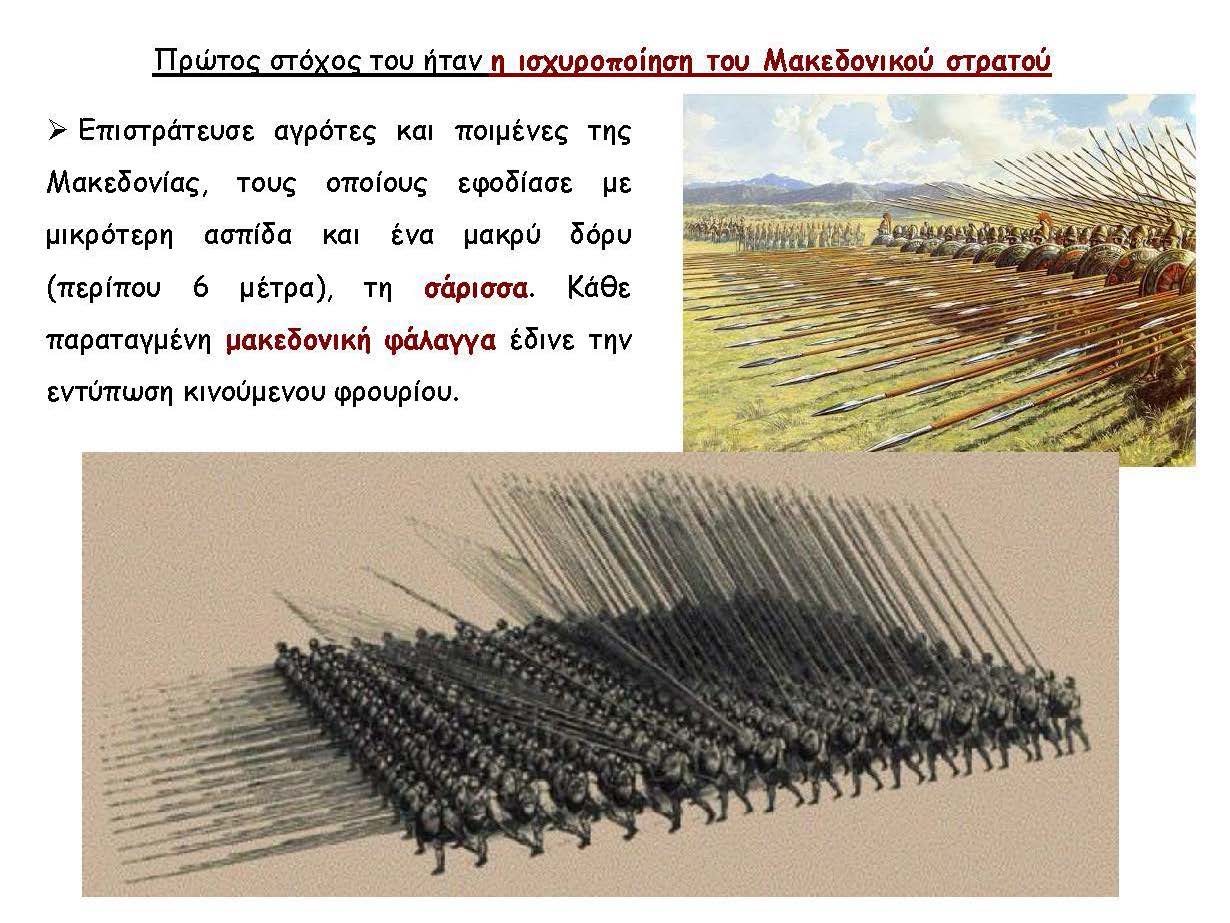 Πρώτος στόχος του ήταν η ισχυροποίηση του Μακεδονικού στρατού
➢ Επιστράτευσε αγρότες και ποιμένες της
Μακεδονίας, τους οποίους εφοδίασε με
μικρότερη ασπίδα και ένα μακρύ δόρυ
(περίπου 6 μέτρα), τη σάρισσα. Κάθε
παραταγμένη μακεδονική φάλαγγα έδινε την
εντύπωση κινούμενου φρουρίου.